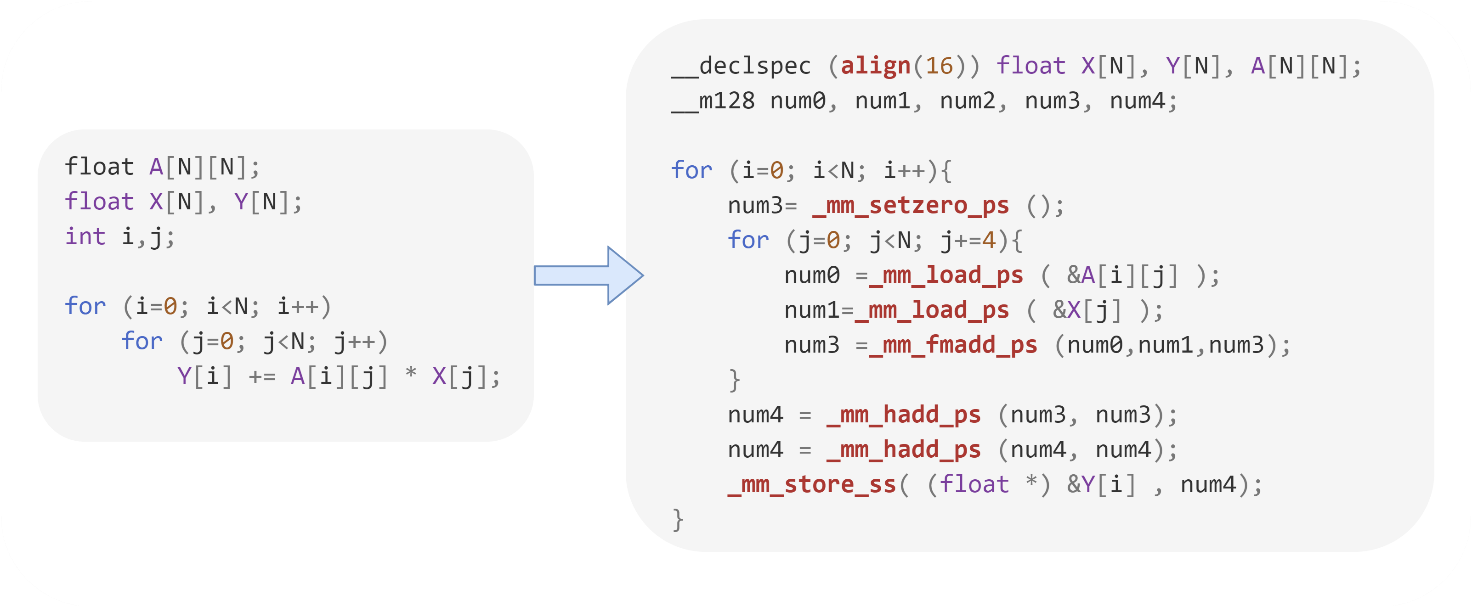 float A[N][N];
float X[N], Y[N];
int i,j;
for (i=0; i<N; i++)
for (j=0; j<N; j++)
Y[i] += A[i][j] * X[j];
__declspec (align(16)) float X[N], Y[N], A[N][N];
__m128 num0, num1, num2, num3, num4;
for (i=0; i<N; i++){
num3= _mm_setzero_ps ();
for (j=0; j<N; j+=4){
num0 =_mm_load_ps ( &A[i][j] );
num1=_mm_load_ps ( &X[j] );
num3 =_mm_fmadd_ps (num0,num1,num3);
}
num4 = _mm_hadd_ps (num3, num3);
num4 = _mm_hadd_ps (num4, num4);
_mm_store_ss( (float *) &Y[i] , num4);
}